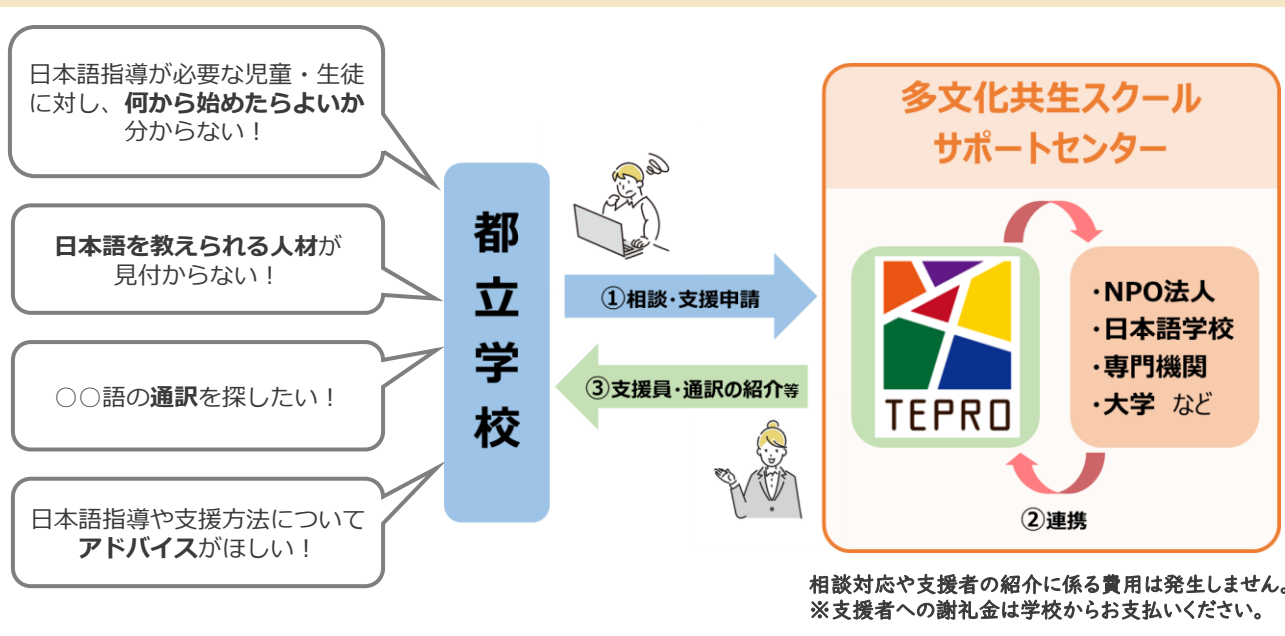 日本語指導が必要な児童・生徒
に対し、何から始めたらよいか
分からない！
日本語を教えられる人材が
見付からない！
○○語の通訳を探したい！
日本語指導や支援方法について
アドバイスがほしい！
都立学校
①相談・支援申請
③支援員・通訳の紹介等
多文化共生スクール
サポートセンター
TEPRO
・NPO法人
・日本語学校
・専門機関
・大学 など
②連携
相談対応や支援者の紹介に係る費用は発生しません。
※支援者への謝礼金は学校からお支払いください。